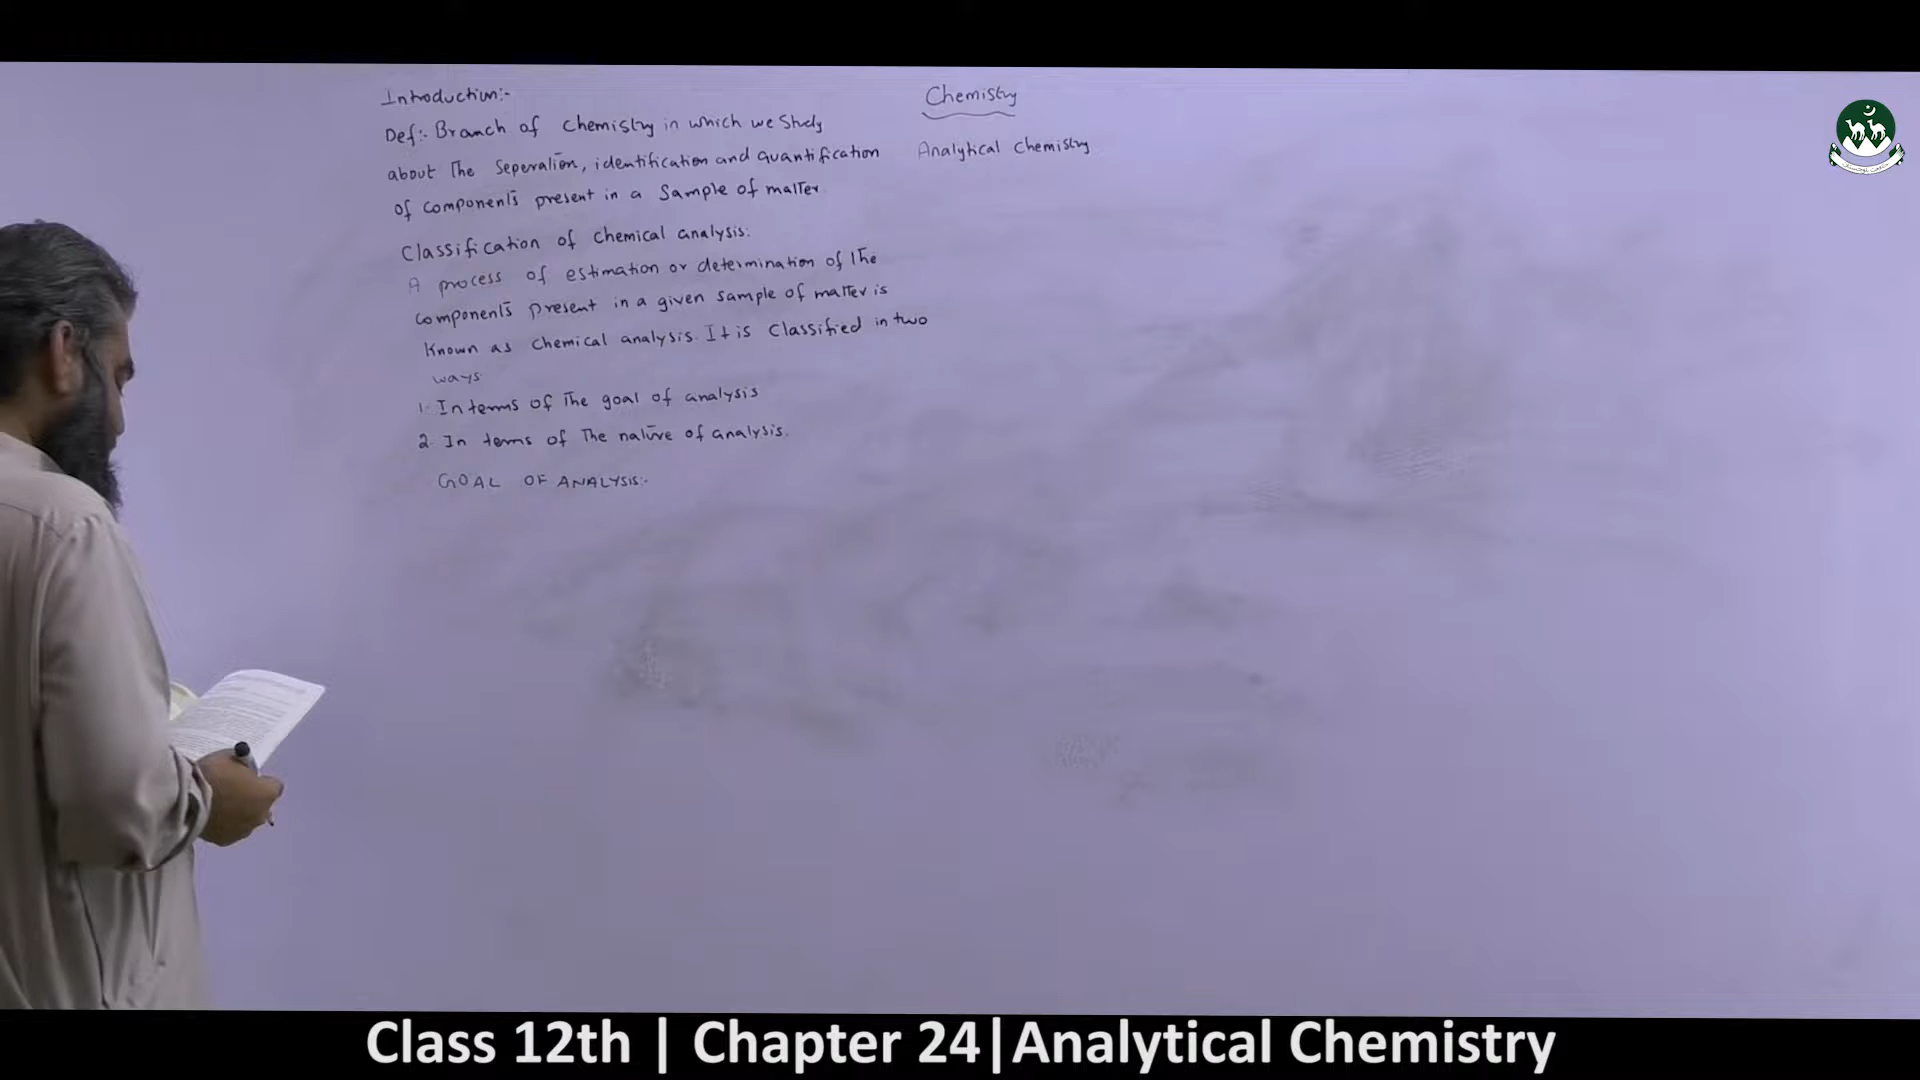 Introduction:-
Def:- Branch of chemistry in which we study
about The Seperation, identification and quantification
of components present in a Sample of matter
Classification of chemical analysis:
A process of estimation or determination of The
components present in a given sample of matter is
Known as chemical analysis. It is classified in two
ways
1. In terms of The goal of analysis
2. In terms of The nature of analysis.
GOAL OF ANALYSIS:-
Chemistry
Analytical chemistry
Class 12th | Chapter 24|Analytical Chemistry